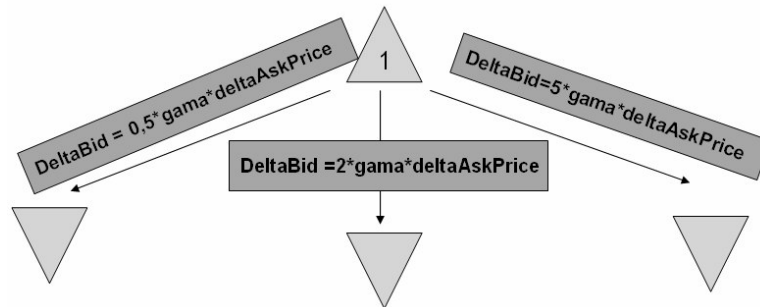 1
DeltaBid = 0,5*gama*deltaAskPrice
DeltaBid =2*gama*deltaAskPrice
DeltaBid=5*gama*deltaAskPrice